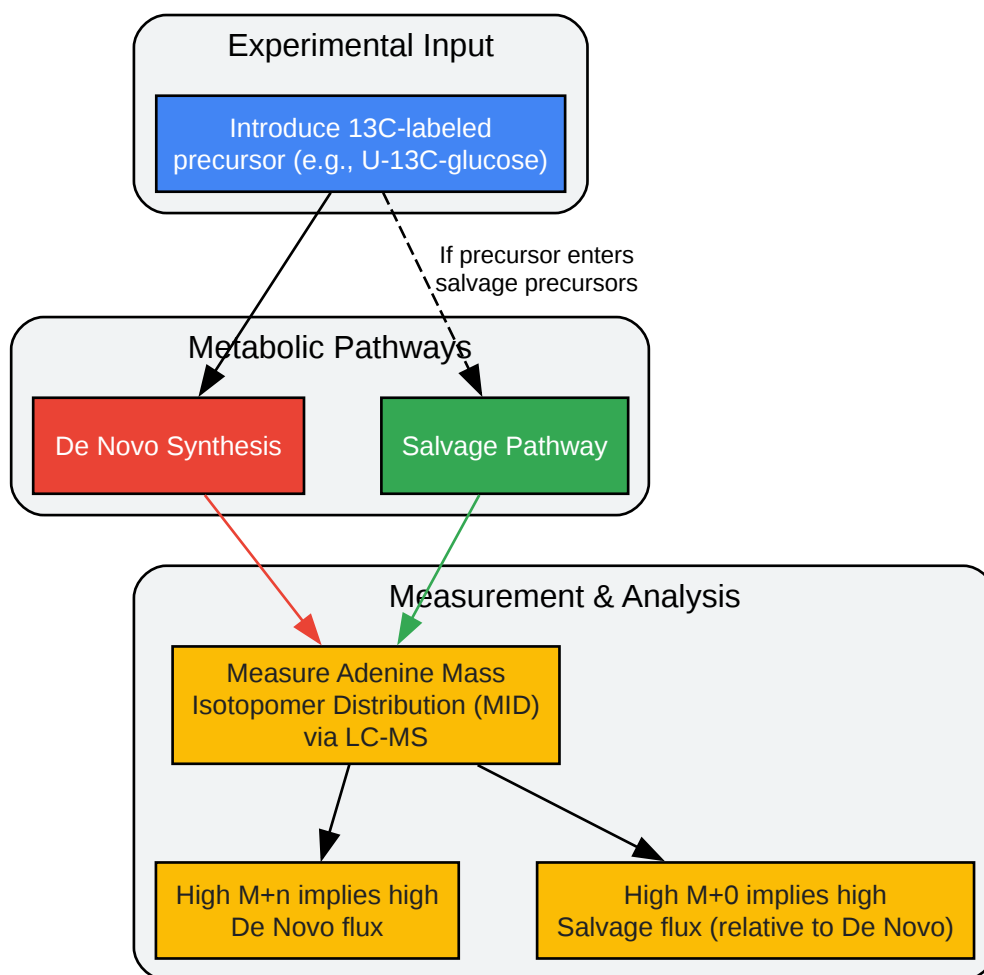 Experimental Input
Introduce 13C-labeled
precursor (e.g., U-13C-glucose)
If precursor enters
salvage precursors
Metabolic Pathways
De Novo Synthesis
Salvage Pathway
Measurement & Analysis
Measure Adenine Mass
Isotopomer Distribution (MID)
via LC-MS
High M+n implies high
De Novo flux
High M+0 implies high
Salvage flux (relative to De Novo)